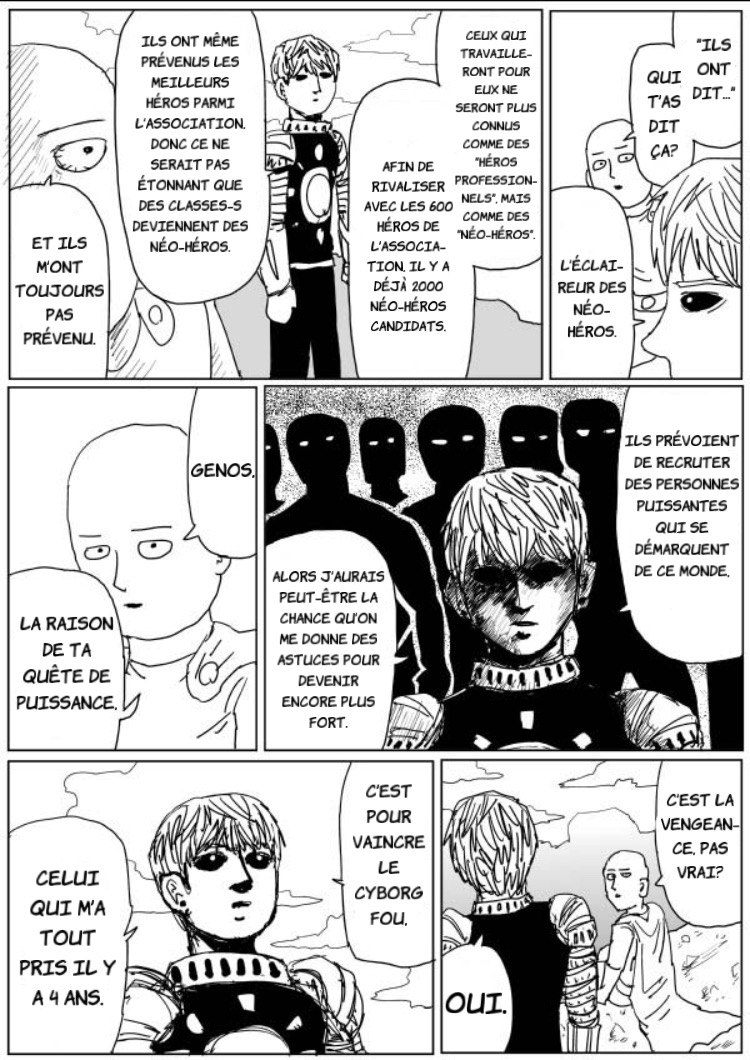 "ILS
ONT
DIT..."
QUI
T'AS
DIT
ÇA?
L'ÉCLAI-
REUR DES
NÉO-
HÉROS.
CEUX QUI
TRAVAILLE-
RONT POUR
EUX NE
SERONT PLUS
CONNUS
COMME DES
"HÉROS
PROFESSION-
NELS", MAIS
COMME DES
"NÉO-HÉROS".
AFIN DE
RIVALISER
AVEC LES 600
HÉROS DE
L'ASSOCIA-
TION, IL Y A
DÉJÀ 2000
NÉO-HÉROS
CANDIDATS.
ILS ONT MÊME
PRÉVENUS LES
MEILLEURS
HÉROS PARMI
L'ASSOCIATION.
DONC CE NE
SERAIT PAS
ÉTONNANT QUE
DES CLASSES-S
DEVIENNENT DES
NÉO-HÉROS.
ET ILS
M'ONT
TOUJOURS
PAS
PRÉVENU.
ILS PRÉVOIENT
DE RECRUTER
DES PERSONNES
PUISSANTES
QUI SE
DÉMARQUENT
DE CE MONDE.
ALORS J'AURAIS
PEUT-ÊTRE LA
CHANCE QU'ON
ME DONNE DES
ASTUCES POUR
DEVENIR
ENCORE PLUS
FORT.
GENOS.
LA RAISON
DE TA
QUÊTE DE
PUISSANCE.
C'EST LA
VENGEAN-
CE, PAS
VRAI?
OUI.
C'EST
POUR
VAINCRE
LE
CYBORG
FOU.
CELUI
QUI M'A
TOUT
PRIS IL Y
A 4 ANS.